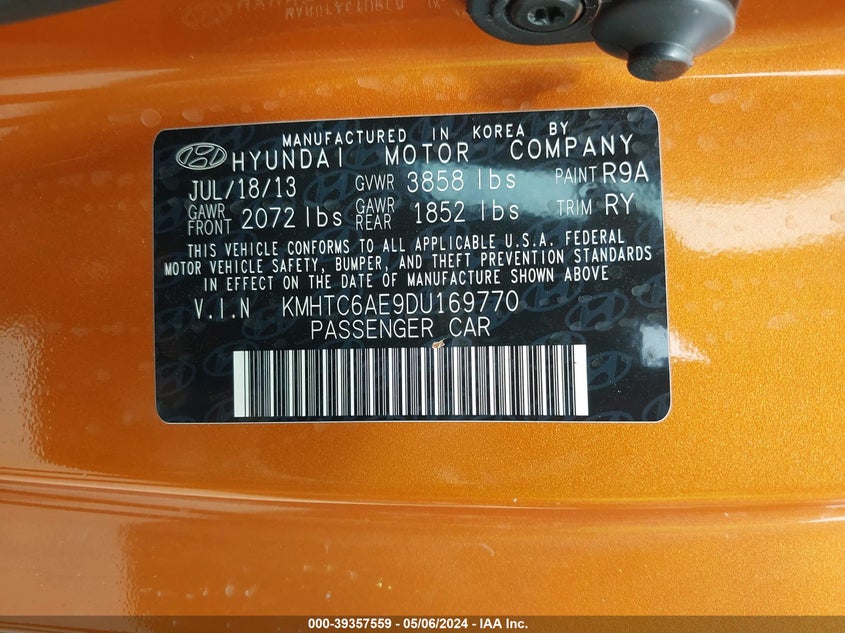 MANUFACTURED IN KOREA BY
HYUNDAI MOTOR COMPANY
JUL/18/13 GVWR 3858 lbs PAINT R9A
GAWR FRONT 2072 lbs GAWR REAR 1852 lbs TRIM RY
THIS VEHICLE CONFORMS TO ALL APPLICABLE U.S.A. FEDERAL
MOTOR VEHICLE SAFETY, BUMPER, AND THEFT PREVENTION STANDARDS
IN EFFECT ON THE DATE OF MANUFACTURE SHOWN ABOVE
V.I.N KMHTC6AE9DU169770
PASSENGER CAR
000-39357559 - 05/06/2024 - IAA Inc.